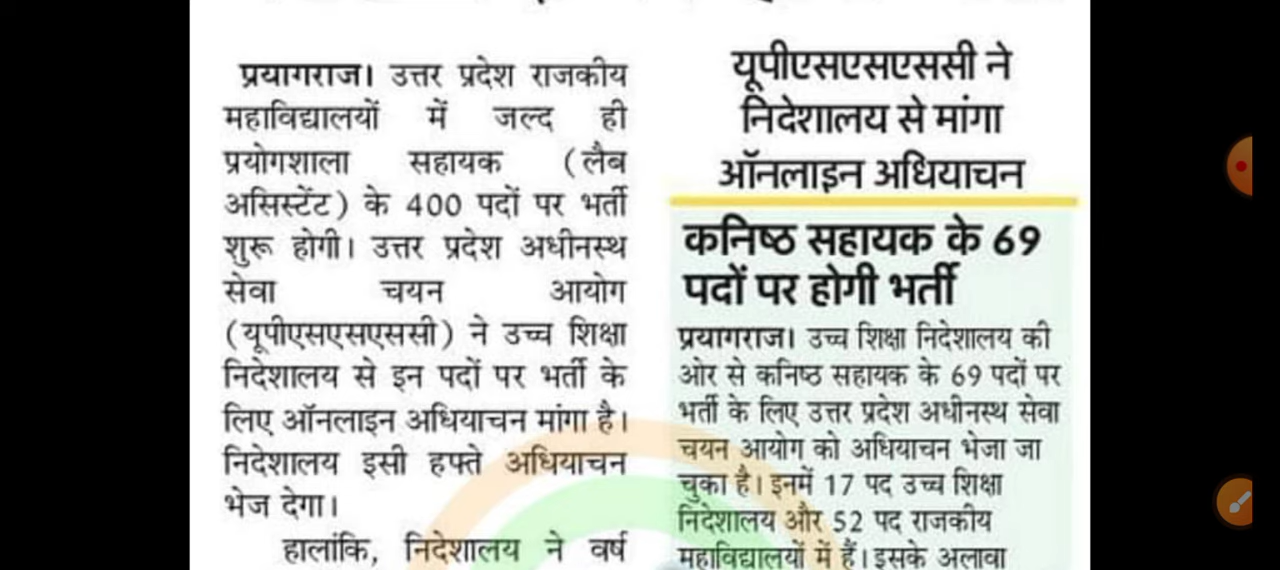 प्रयागराज। उत्तर प्रदेश राजकीय
महाविद्यालयों में जल्द ही
प्रयोगशाला सहायक (लैब
असिस्टेंट) के 400 पदों पर भर्ती
शुरू होगी। उत्तर प्रदेश अधीनस्थ
सेवा चयन आयोग
(यूपीएसएसएससी) ने उच्च शिक्षा
निदेशालय से इन पदों पर भर्ती के
लिए ऑनलाइन अधियाचन मांगा है।
निदेशालय इसी हफ्ते अधियाचन
भेज देगा।
हालांकि, निदेशालय ने वर्ष
यूपीएसएसएससी ने
निदेशालय से मांगा
ऑनलाइन अधियाचन
कनिष्ठ सहायक के 69
पदों पर होगी भर्ती
प्रयागराज। उच्च शिक्षा निदेशालय की
ओर से कनिष्ठ सहायक के 69 पदों पर
भर्ती के लिए उत्तर प्रदेश अधीनस्थ सेवा
चयन आयोग को अधियाचन भेजा जा
चुका है। इनमें 17 पद उच्च शिक्षा
निदेशालय और 52 पद राजकीय
महाविद्यालयों में हैं। इसके अलावा